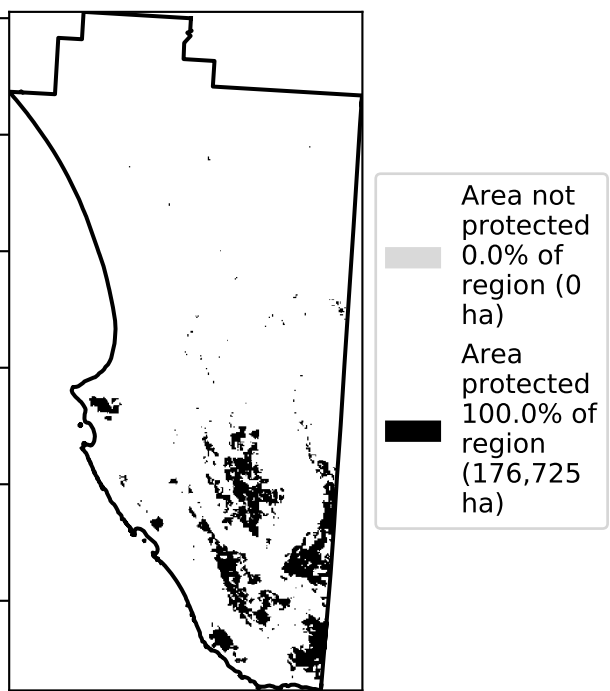 Area not
protected
0.0% of
region (0
ha)
Area
protected
100.0% of
region
(176,725
ha)